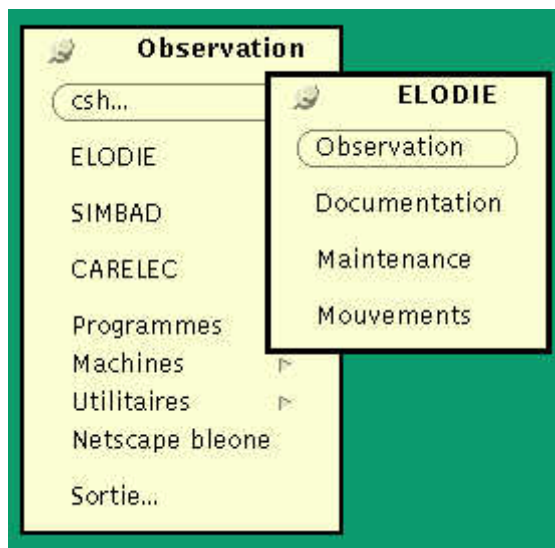 Observation
csh...
ELODIE
SIMBAD
CARELEC
Programmes
Machines
Utilitaires
Netscape bleone
Sortie...
ELODIE
Observation
Documentation
Maintenance
Mouvements